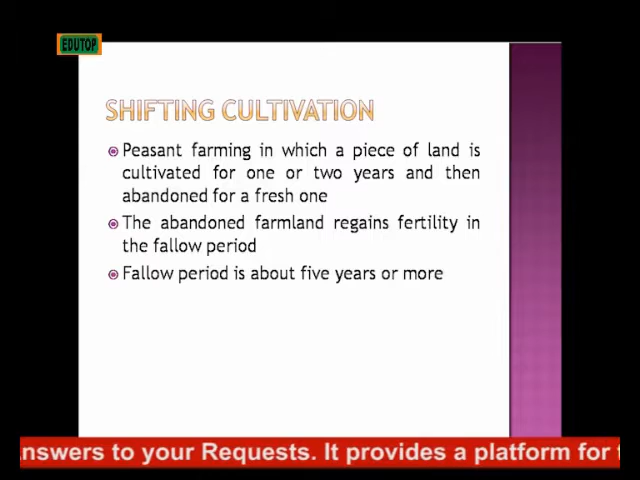 EDUTOP
SHIFTING CULTIVATION
Peasant farming in which a piece of land is
cultivated for one or two years and then
abandoned for a fresh one
The abandoned farmland regains fertility in
the fallow period
Fallow period is about five years or more
nswers to your Requests. It provides a platform for